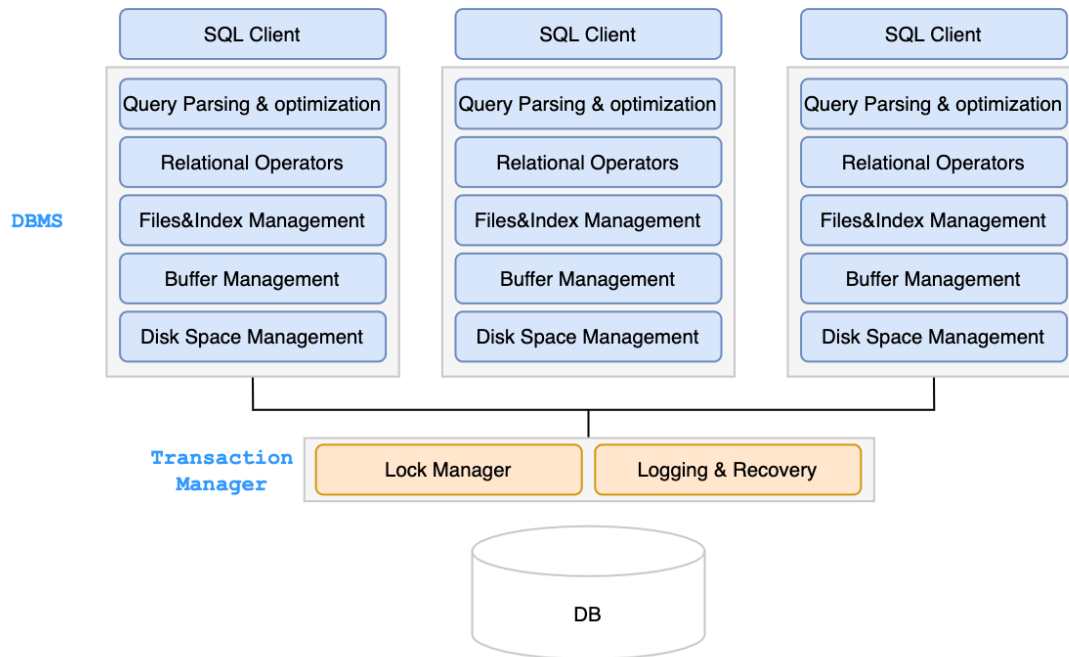 SQL Client
SQL Client
SQL Client
Query Parsing & optimization
Query Parsing & optimization
Query Parsing & optimization
Relational Operators
Relational Operators
Relational Operators
DBMS
Files&Index Management
Files&Index Management
Files&Index Management
Buffer Management
Buffer Management
Buffer Management
Disk Space Management
Disk Space Management
Disk Space Management
Transaction
Manager
Lock Manager
Logging & Recovery
DB